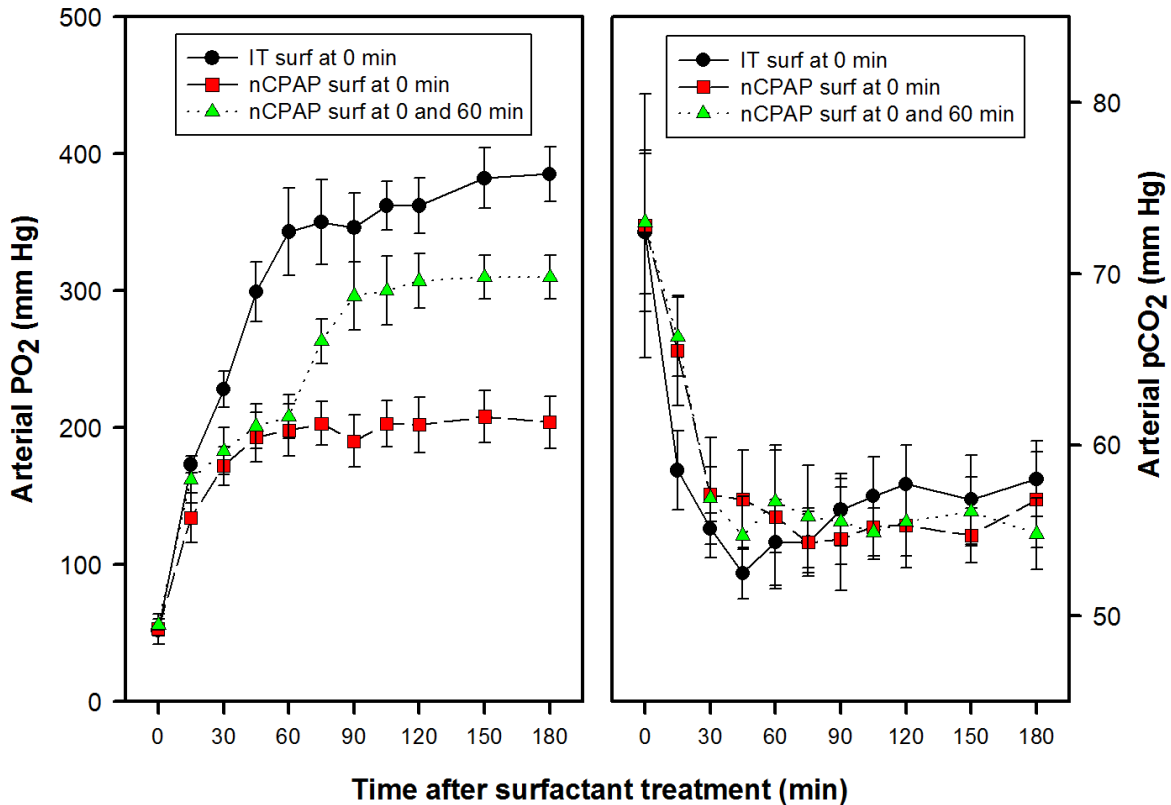 500
400
300
200
100
0
Arterial PO2 (mm Hg)
IT surf at 0 min
nCPAP surf at 0 min
nCPAP surf at 0 and 60 min
0 30 60 90 120 150 180
IT surf at 0 min
nCPAP surf at 0 min
nCPAP surf at 0 and 60 min
0 30 60 90 120 150 180
80
70
60
50
Arterial pCO2 (mm Hg)
Time after surfactant treatment (min)